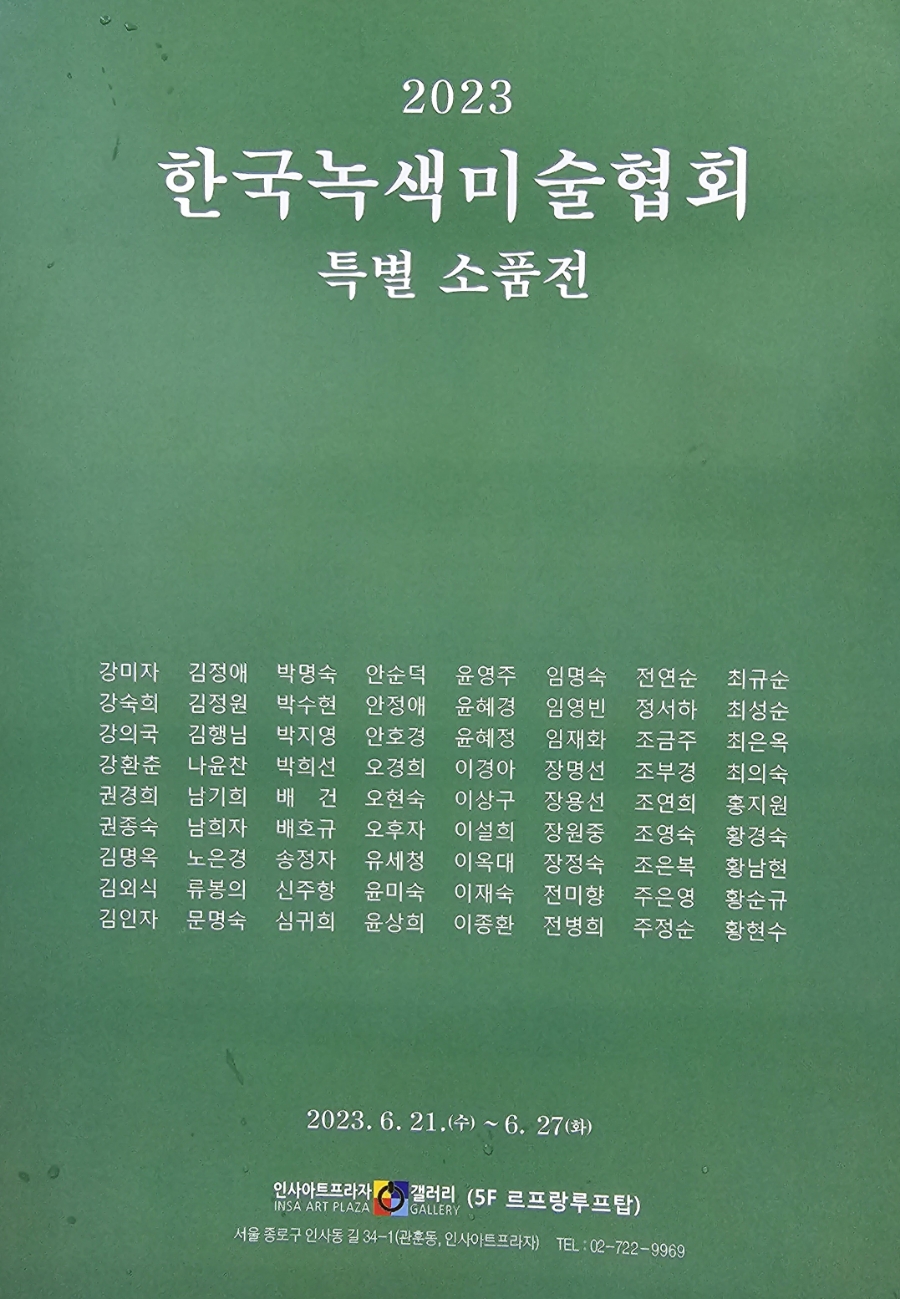 2023
한국녹색미술협회
특별 소품전
강미자 김정애 박명숙 안순덕 윤영주 임명숙 전연순 최규순
강숙희 김정원 박수현 안정애 윤혜경 임영빈 정서하 최성순
강의국 김행님 박지영 안호경 윤혜정 임재화 조금주 최은옥
강환춘 나윤찬 박희선 오경희 이경아 장명선 조부경 최의숙
권경희 남기희 배 건 오현숙 이상구 장용선 조연희 홍지원
권종숙 남희자 배호규 오후자 이설희 장원중 조영숙 황경숙
김명옥 노은경 송정자 유세청 이옥대 장정숙 조은복 황남현
김외식 류봉의 신주항 윤미숙 이재숙 전미향 주은영 황순규
김인자 문명숙 심귀희 윤상희 이종환 전병희 주정순 황현수
2023. 6. 21.(수) ~ 6. 27(화)
인사아트프라자 갤러리 (5F 르프랑루프탑)
INSA ART PLAZA GALLERY
서울 종로구 인사동 길 34-1(관훈동, 인사아트프라자) TEL : 02-722-9969